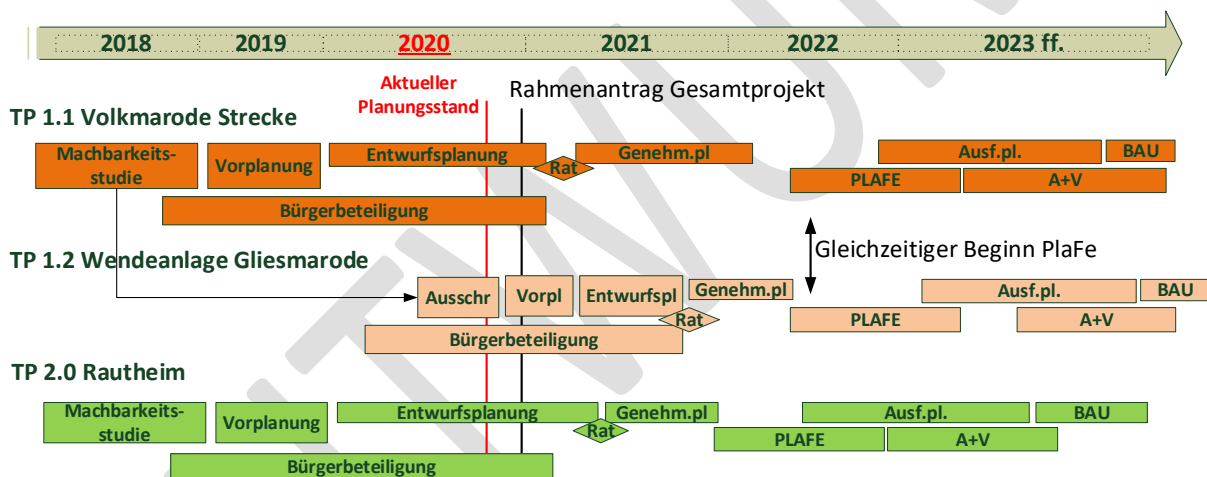 2018 2019 2020 2021 2022 2023 ff.
Aktueller
Planungsstand
Rahmenantrag Gesamtprojekt
TP 1.1 Volkmarode Strecke
Machbarkeits-
studie
Vorplanung
Entwurfsplanung
Rat
Genehm.pl
Ausf.pl.
BAU
PLAFE
A+V
Bürgerbeteiligung
Gleichzeitiger Beginn PlaFe
TP 1.2 Wendeanlage Gliesmarode
Ausschr
Vorpl
Entwurfspl
Genehm.pl
Rat
Ausf.pl.
BAU
PLAFE
A+V
Bürgerbeteiligung
TP 2.0 Rautheim
Machbarkeits-
studie
Vorplanung
Entwurfsplanung
Genehm.pl
Rat
Ausf.pl.
BAU
PLAFE
A+V
Bürgerbeteiligung